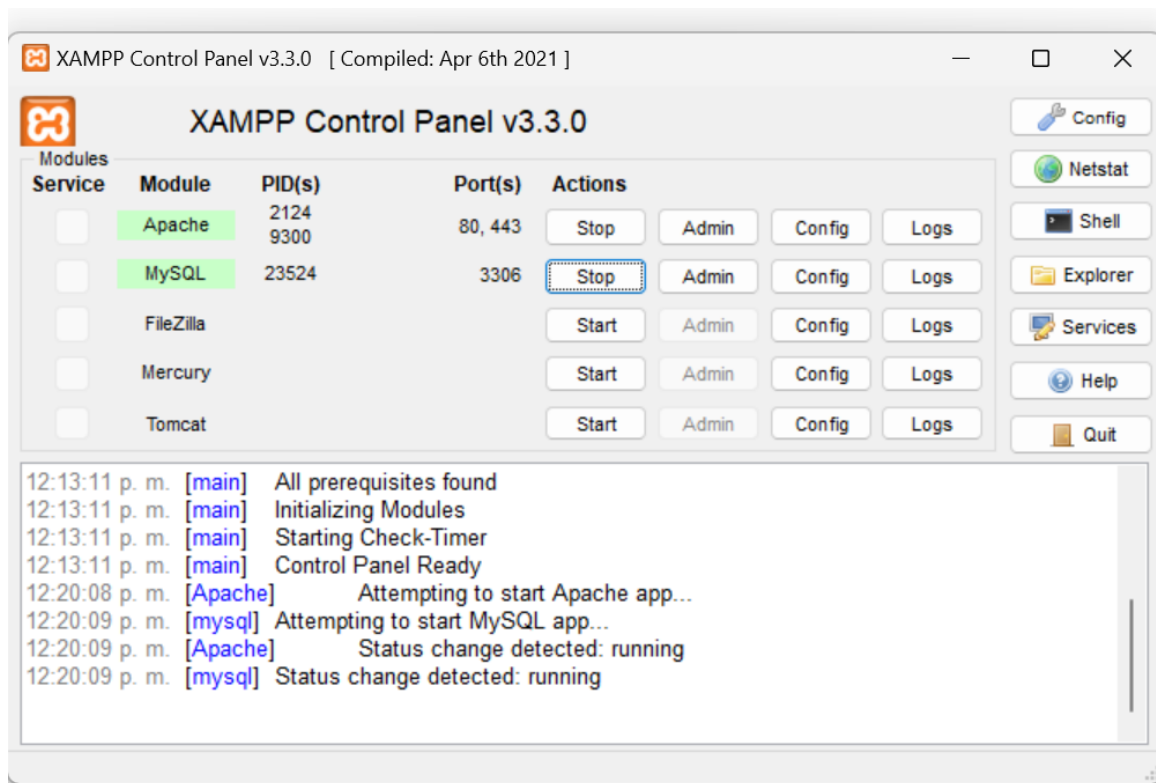 XAMPP Control Panel v3.3.0 [ Compiled: Apr 6th 2021 ]
XAMPP Control Panel v3.3.0
Config
Modules
Netstat
Service Module PID(s) Port(s) Actions
Apache 2124 9300 80, 443 Stop Admin Config Logs
Shell
MySQL 23524 3306 Stop Admin Config Logs
Explorer
FileZilla Start Admin Config Logs
Services
Mercury Start Admin Config Logs
Help
Tomcat Start Admin Config Logs
Quit
12:13:11 p. m. [main] All prerequisites found
12:13:11 p. m. [main] Initializing Modules
12:13:11 p. m. [main] Starting Check-Timer
12:13:11 p. m. [main] Control Panel Ready
12:20:08 p. m. [Apache] Attempting to start Apache app...
12:20:09 p. m. [mysql] Attempting to start MySQL app...
12:20:09 p. m. [Apache] Status change detected: running
12:20:09 p. m. [mysql] Status change detected: running